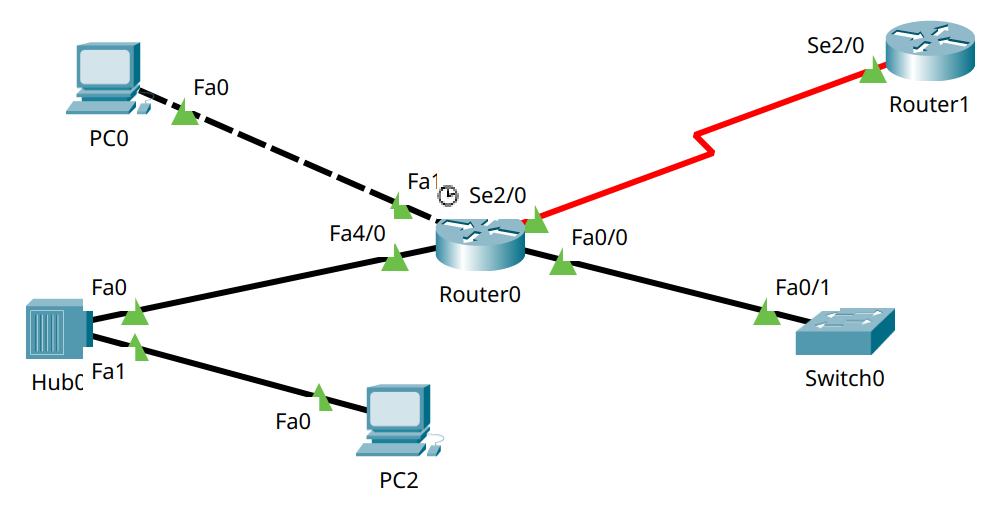 Se2/0
Router1
Fa0
PC0
Fa1
Se2/0
Fa4/0
Fa0/0
Router0
Fa0
Fa0/1
Fa1
Switch0
Fa0
PC2